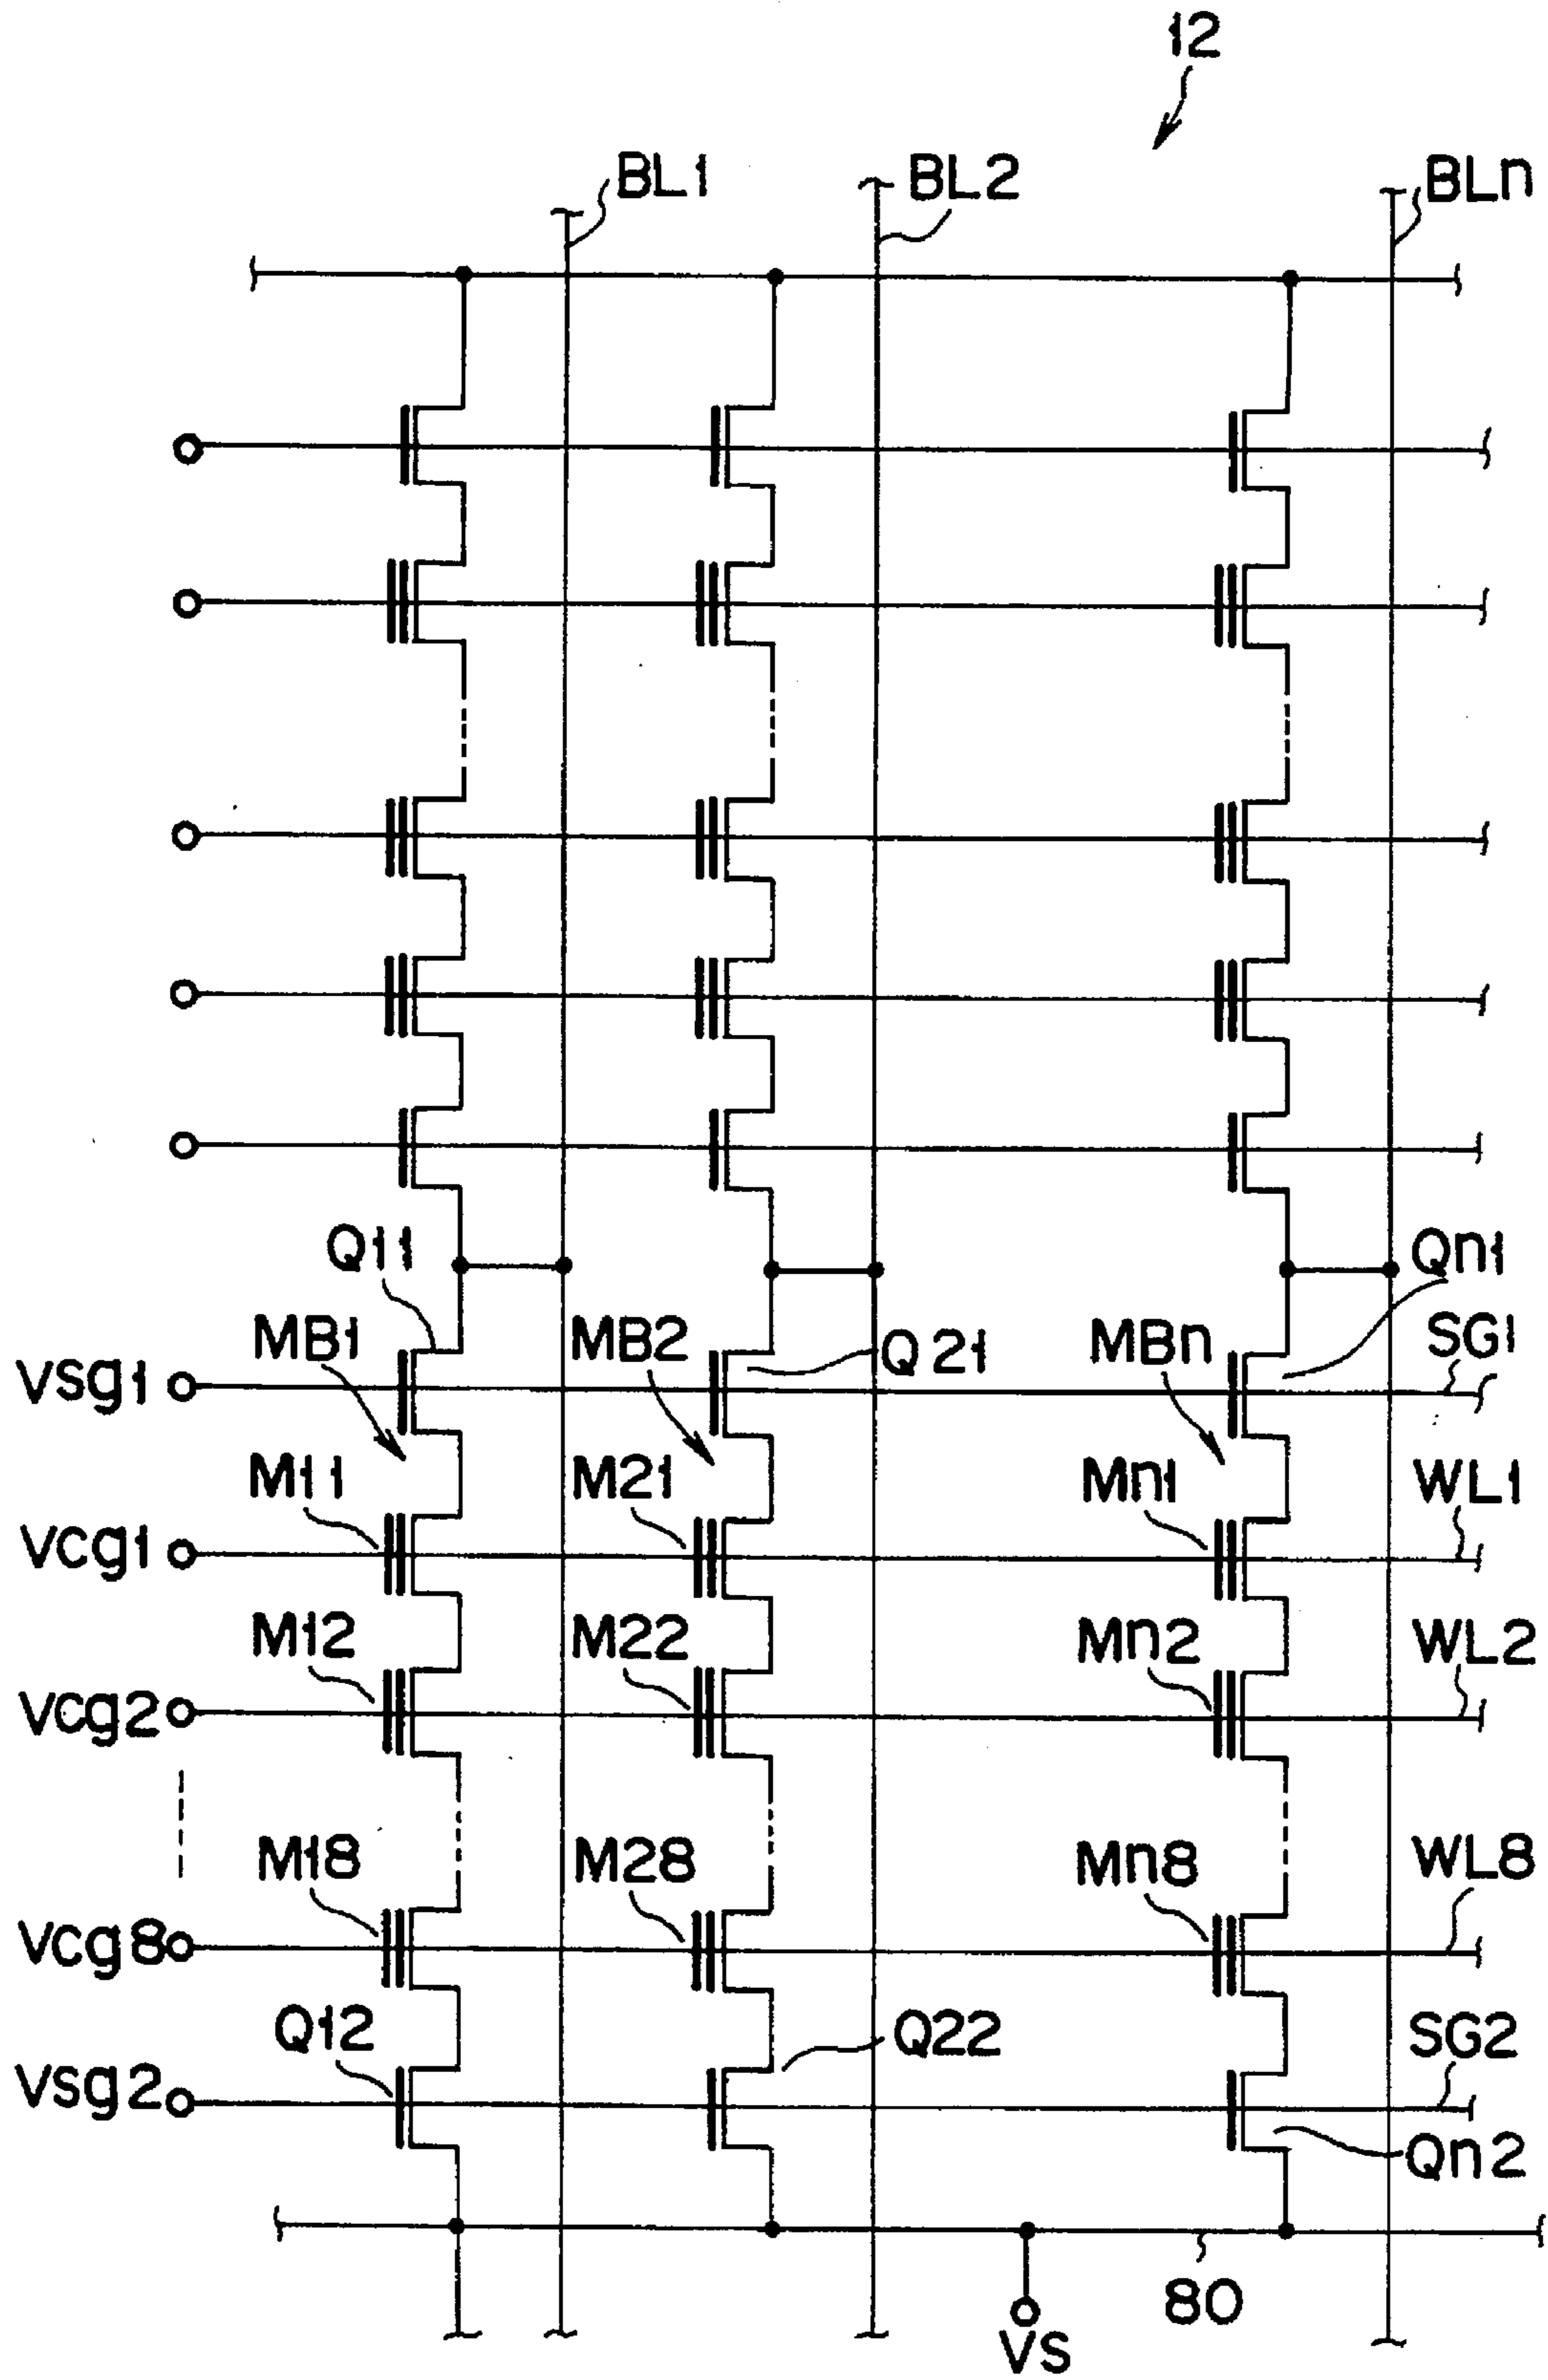 12
BL1 BL2 BLn
Q11 Qn1
MB1 MB2 Q21 MBn SG1
Vsg1
M11 M21 Mn1 WL1
Vcg1
M12 M22 Mn2 WL2
Vcg2
M18 M28 Mn8 WL8
Vcg8
Q12 Q22 SG2
Vsg2
Qn2
80
Vs